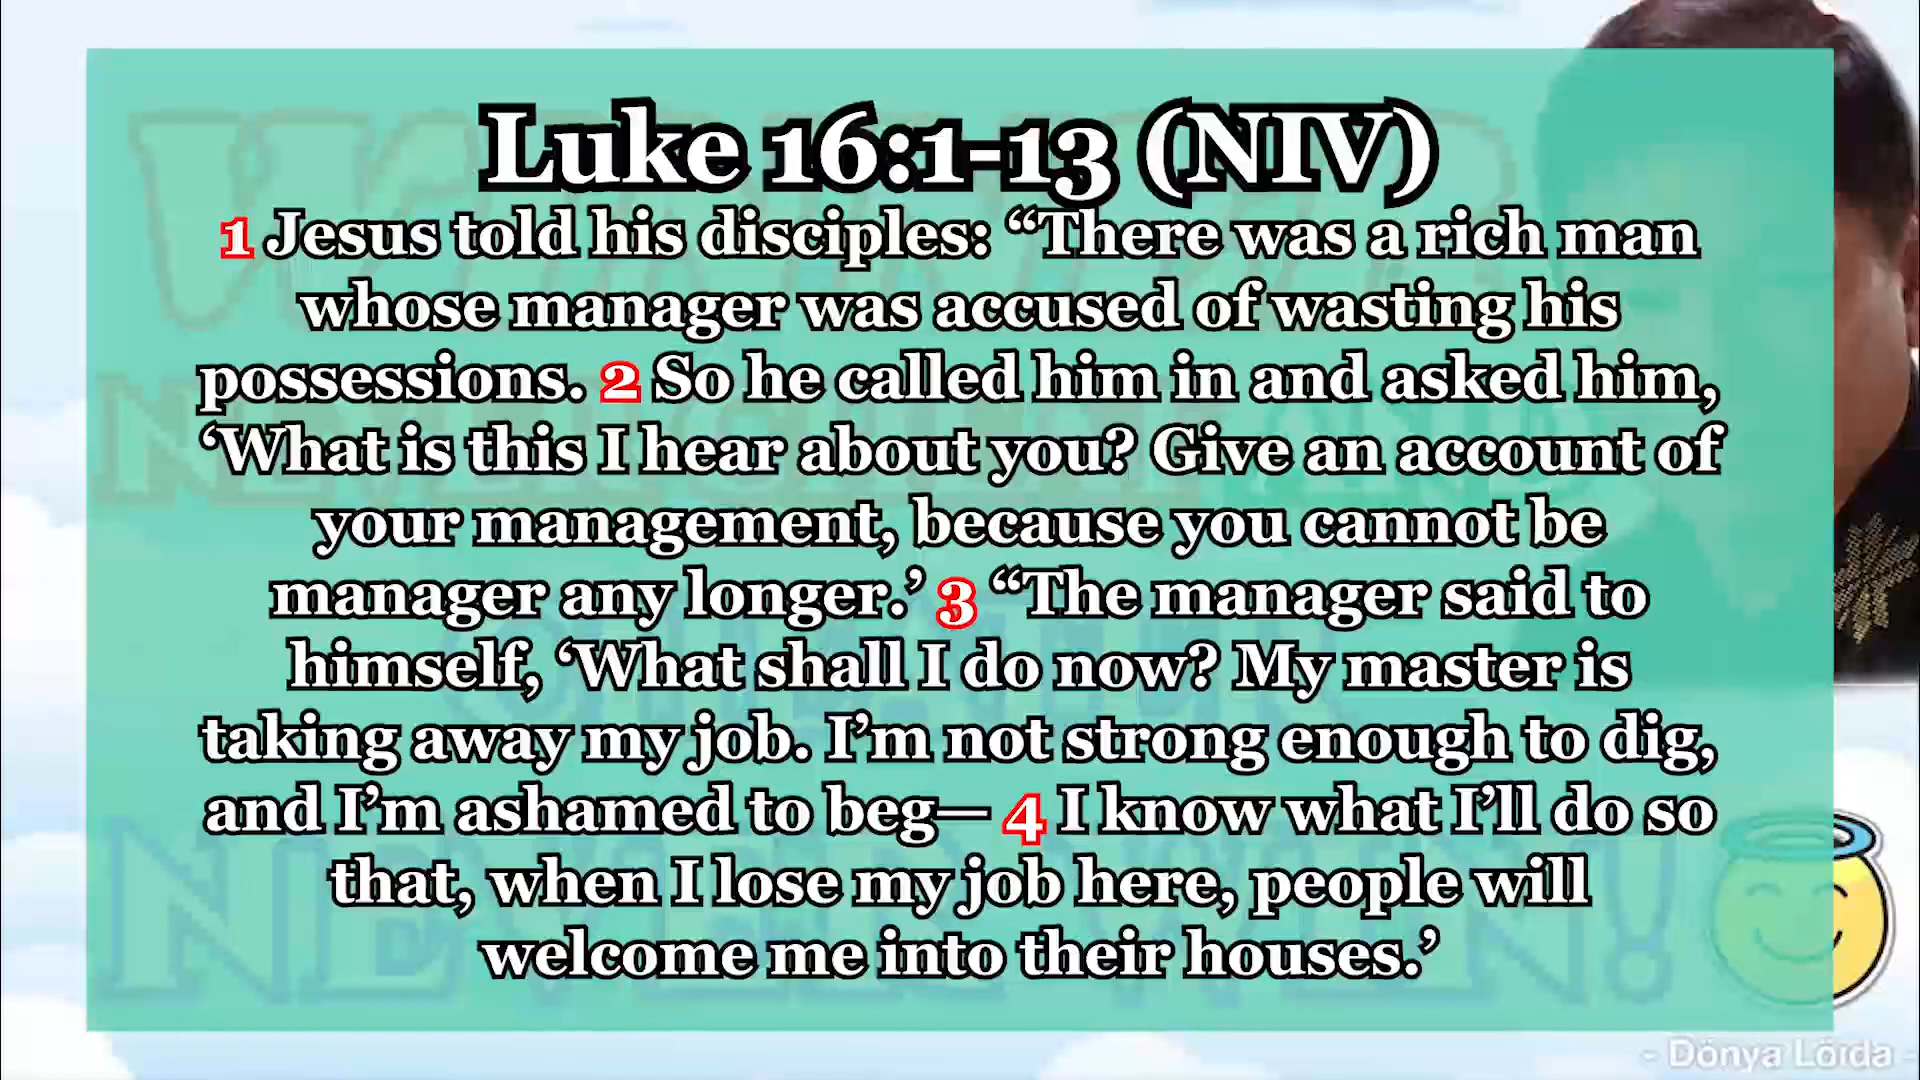 Luke 16:1-13 (NIV)
1 Jesus told his disciples: “There was a rich man
whose manager was accused of wasting his
possessions. 2 So he called him in and asked him,
‘What is this I hear about you? Give an account of
your management, because you cannot be
manager any longer.’ 3 “The manager said to
himself, ‘What shall I do now? My master is
taking away my job. I’m not strong enough to dig,
and I’m ashamed to beg— 4 I know what I’ll do so
that, when I lose my job here, people will
welcome me into their houses.’
- Dönya Löida -